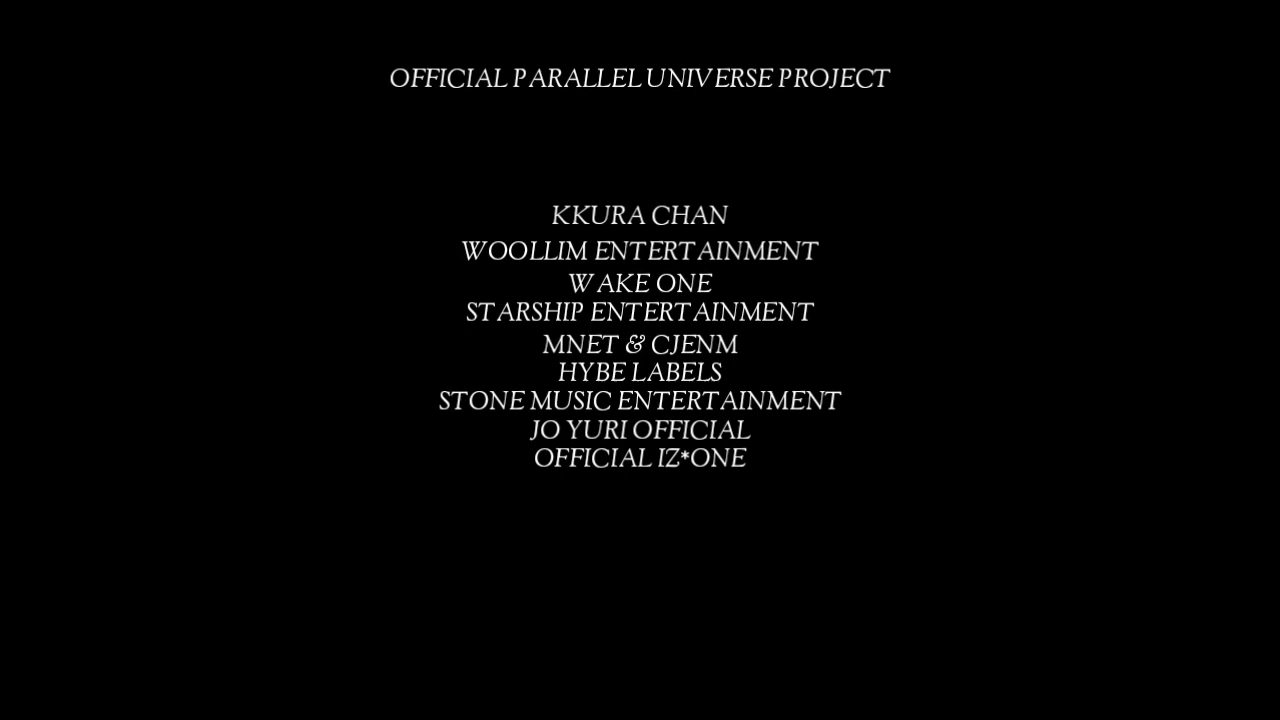 OFFICIAL PARALLEL UNIVERSE PROJECT
KKURA CHAN
WOOLLIM ENTERTAINMENT
WAKE ONE
STARSHIP ENTERTAINMENT
MNET & CJENM
HYBE LABELS
STONE MUSIC ENTERTAINMENT
JO YURI OFFICIAL
OFFICIAL IZ*ONE